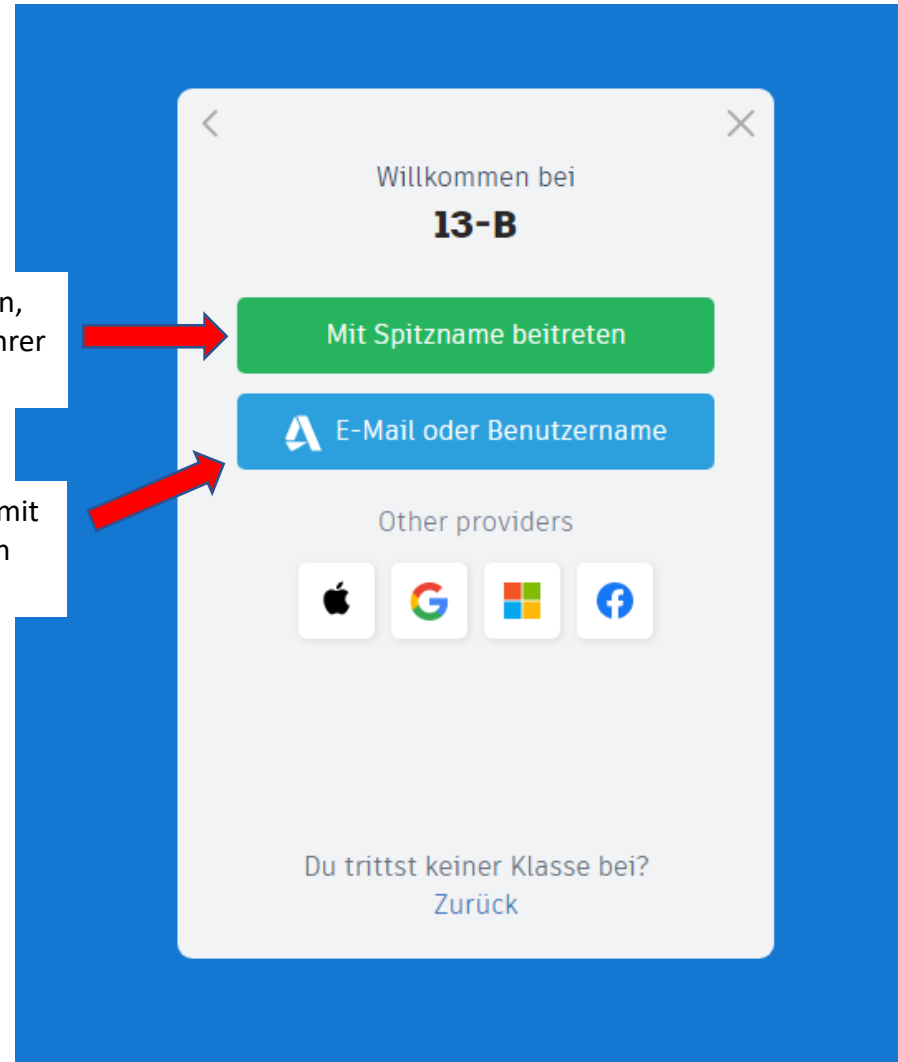 Willkommen bei
13-B
n,
Mit Spitzname beitreten
hrer
E-Mail oder Benutzername
mit
n
Other providers
Du trittst keiner Klasse bei?
Zurück